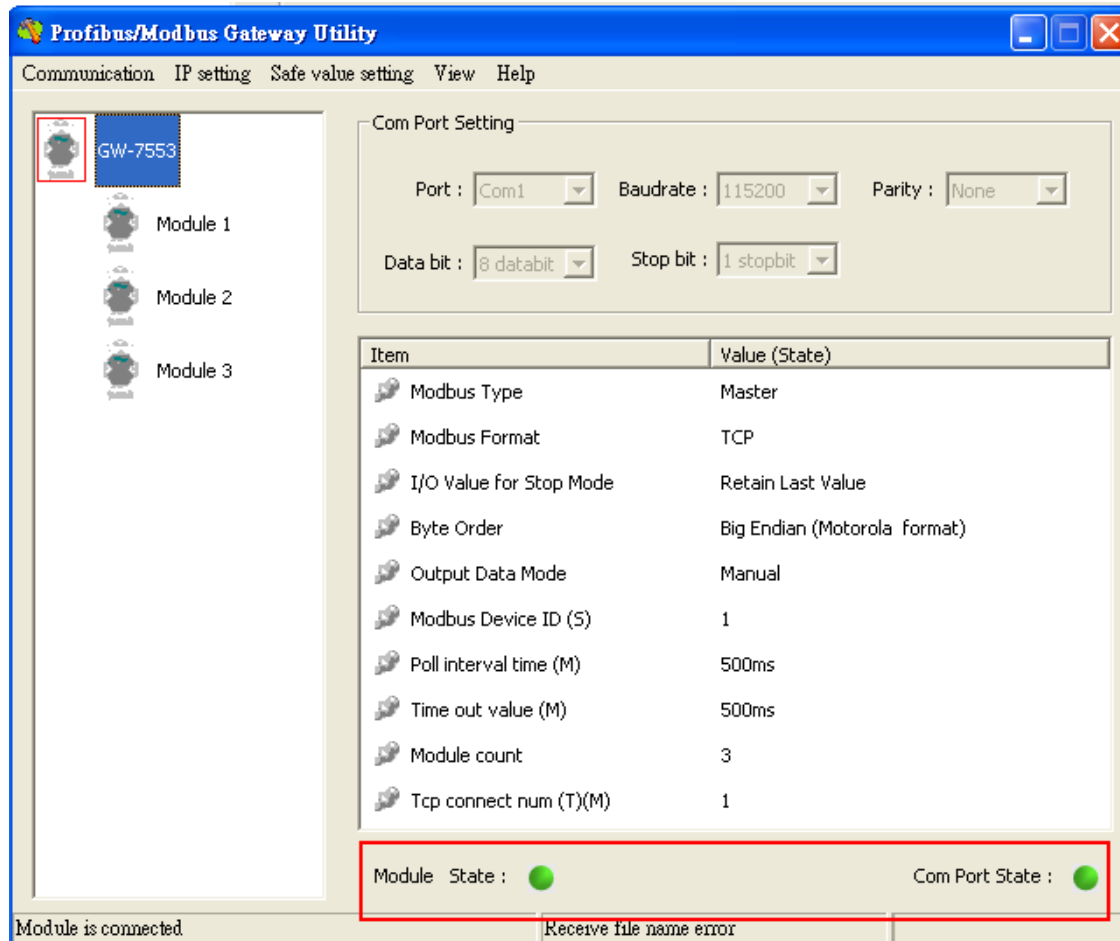 Profibus/Modbus Gateway Utility
Communication IP setting Safe value setting View Help
GW-7553
Module 1
Module 2
Module 3
Com Port Setting
Port : Com1 Baudrate : 115200 Parity : None
Data bit : 8 databit Stop bit : 1 stopbit
Item Value (State)
Modbus Type Master
Modbus Format TCP
I/O Value for Stop Mode Retain Last Value
Byte Order Big Endian (Motorola format)
Output Data Mode Manual
Modbus Device ID (S) 1
Poll interval time (M) 500ms
Time out value (M) 500ms
Module count 3
Tcp connect num (T)(M) 1
Module State : Com Port State :
Module is connected Receive file name error